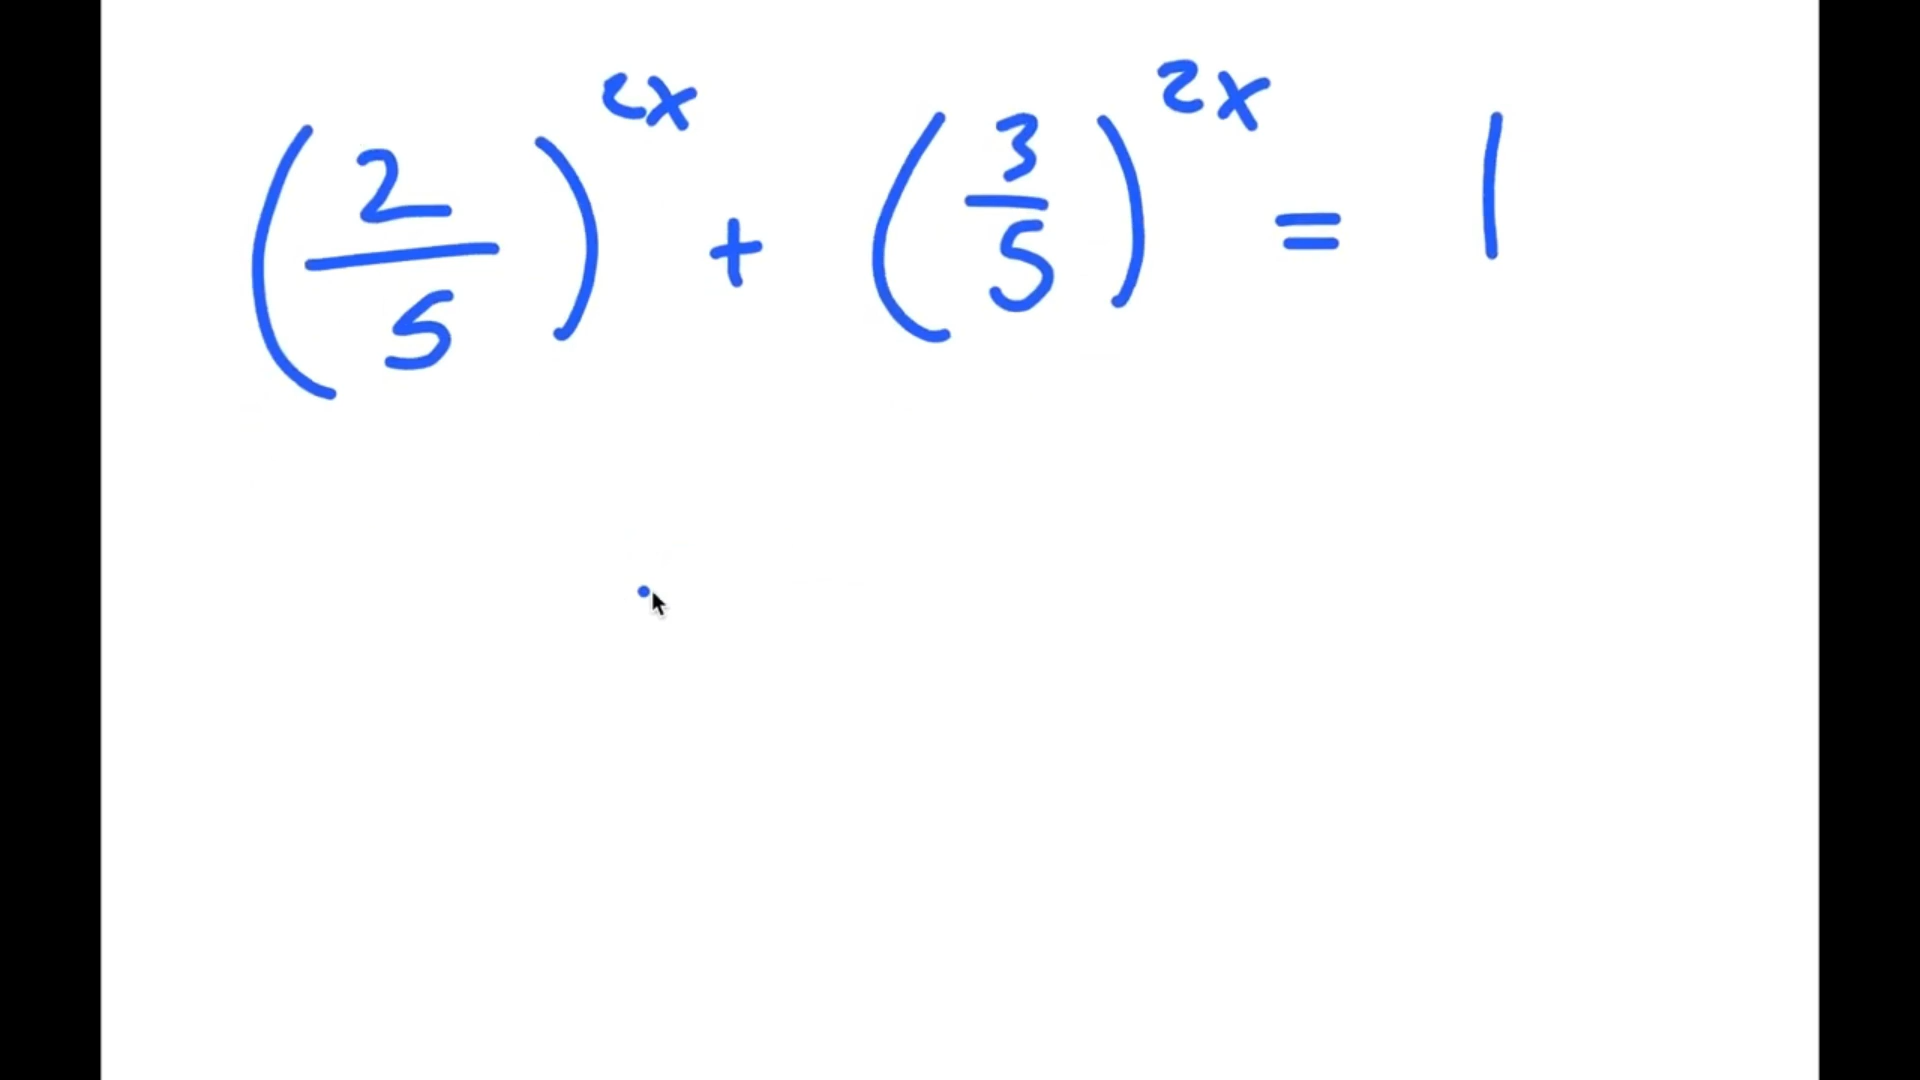 (2/5)^{2x} + (3/5)^{2x} = 1